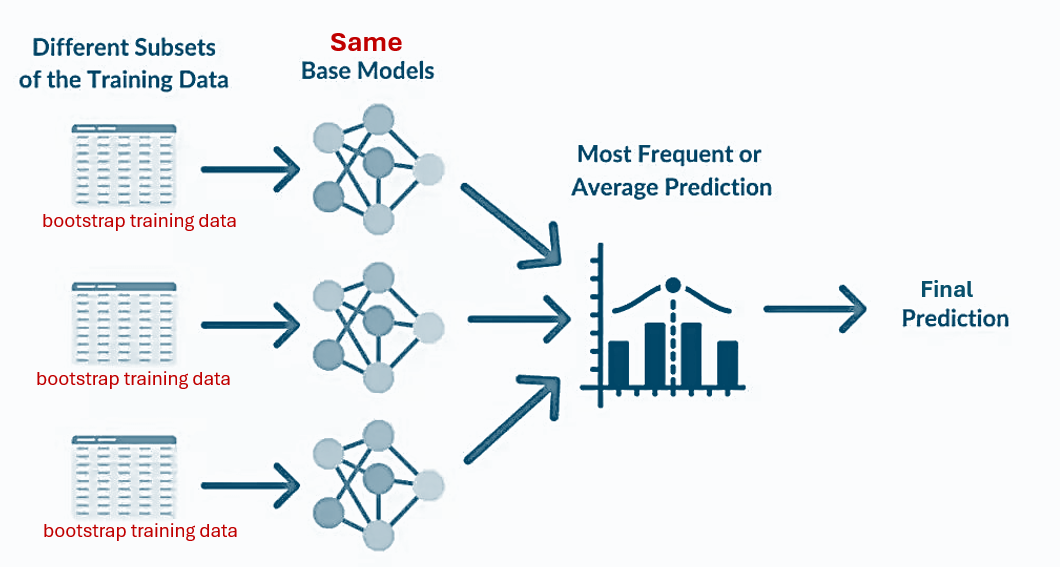 Different Subsets
of the Training Data
Same
Base Models
bootstrap training data
Most Frequent or
Average Prediction
bootstrap training data
Final
Prediction
bootstrap training data